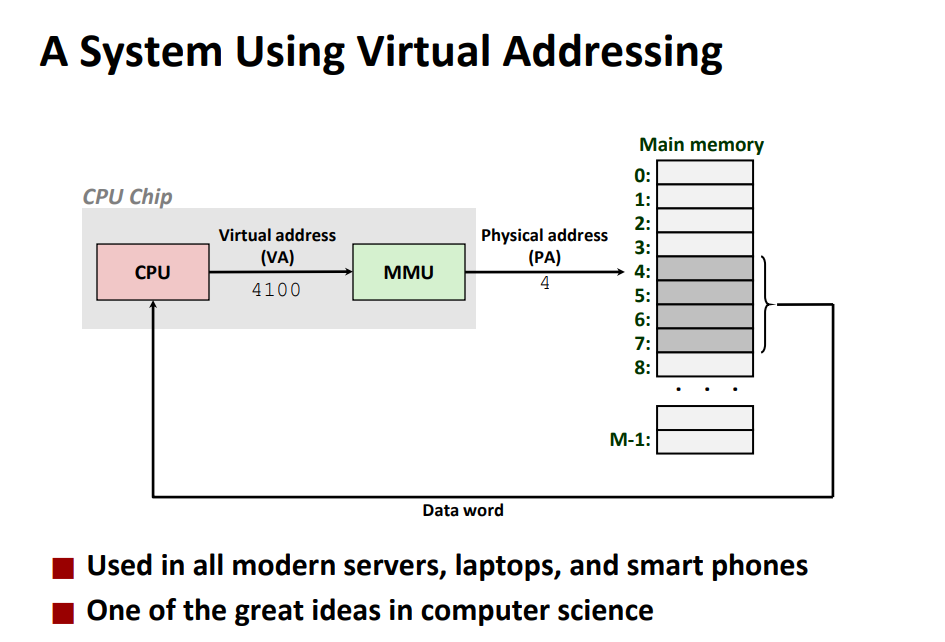 A System Using Virtual Addressing
Main memory
CPU Chip
Virtual address
(VA)
4100
CPU
MMU
Physical address
(PA)
4
0:
1:
2:
3:
4:
5:
6:
7:
8:
. . .
M-1:
Data word
Used in all modern servers, laptops, and smart phones
One of the great ideas in computer science